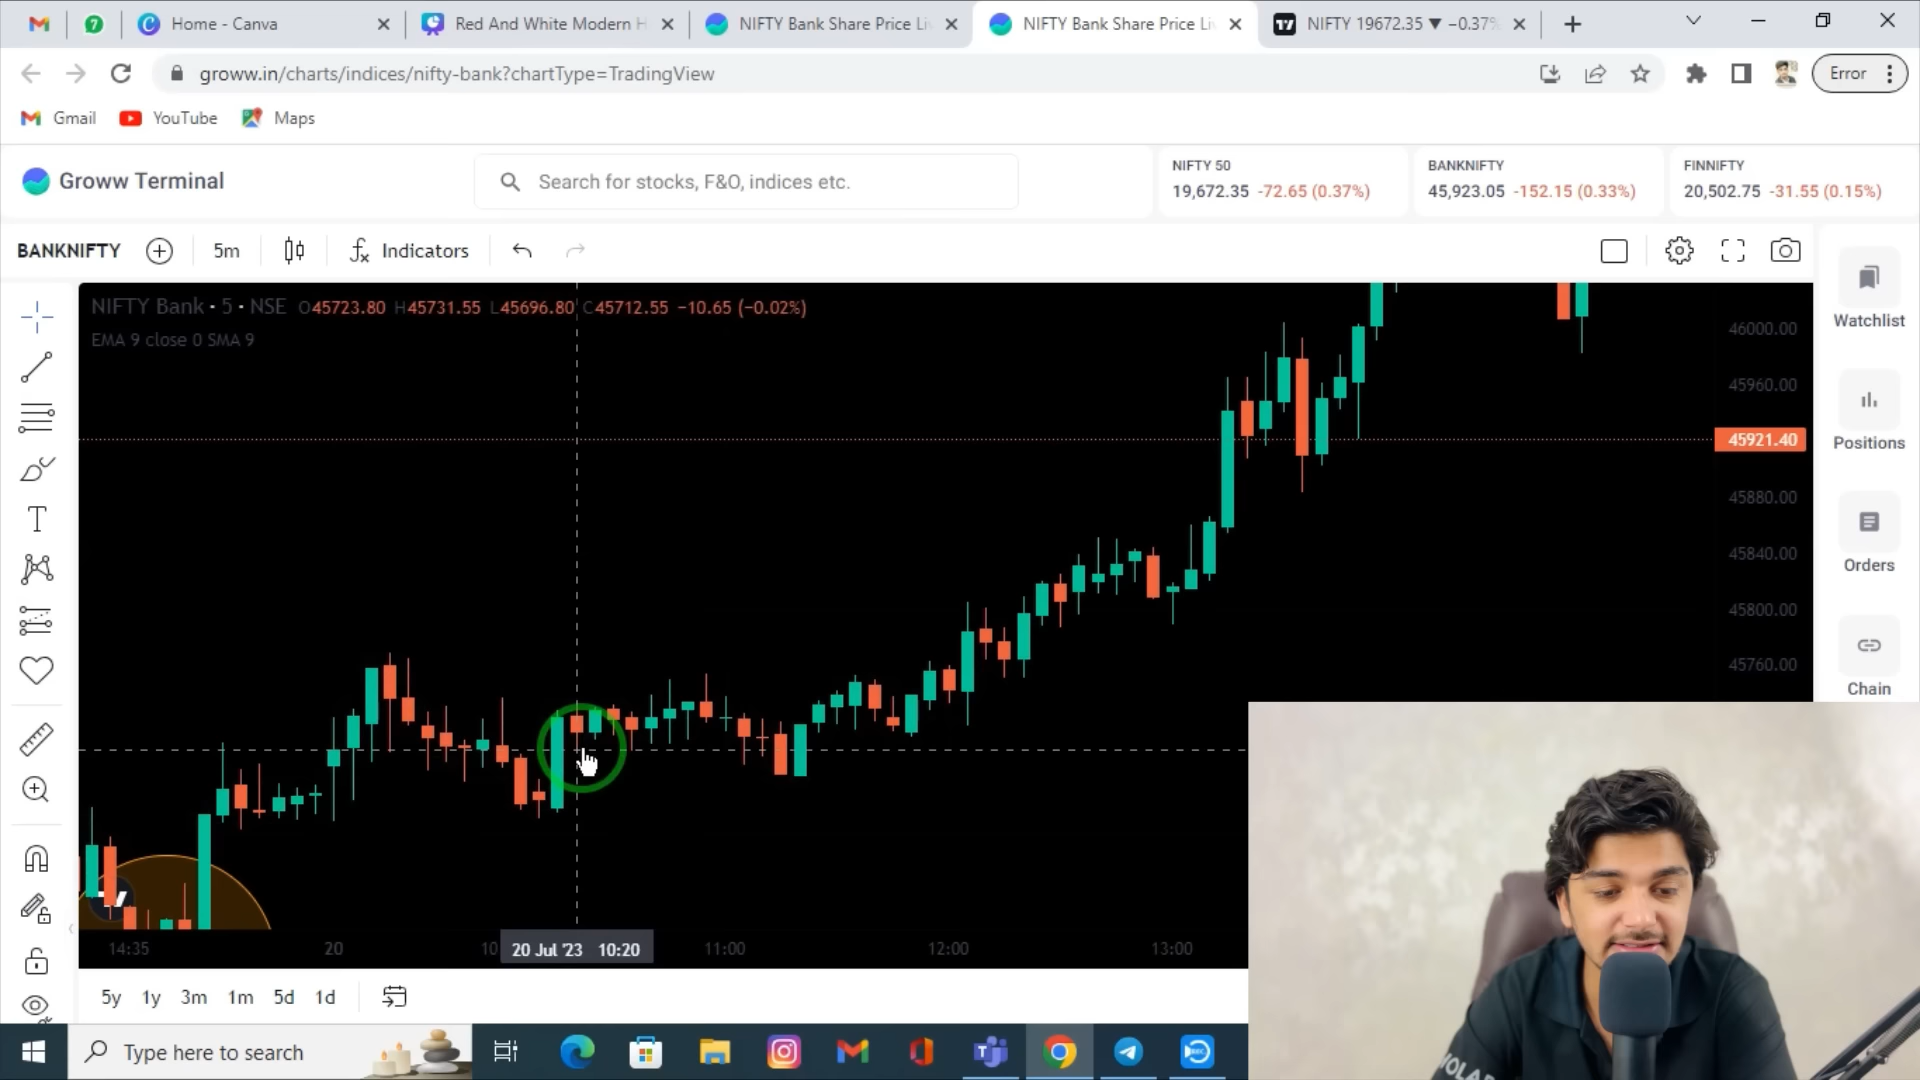 Home - Canva
Red And White Modern H
NIFTY Bank Share Price Li
NIFTY Bank Share Price Li
NIFTY 19672.35 ▼ −0.37%
groww.in/charts/indices/nifty-bank?chartType=TradingView
Error
Gmail
YouTube
Maps
Groww Terminal
Search for stocks, F&O, indices etc.
NIFTY 50
19,672.35 -72.65 (0.37%)
BANKNIFTY
45,923.05 -152.15 (0.33%)
FINNIFTY
20,502.75 -31.55 (0.15%)
BANKNIFTY
5m
Indicators
NIFTY Bank • 5 • NSE O45723.80 H45731.55 L45696.80 C45712.55 −10.65 (−0.02%)
EMA 9 close 0 SMA 9
46000.00
45960.00
45921.40
45880.00
45840.00
45800.00
45760.00
Watchlist
Positions
Orders
Chain
14:35
20
10
20 Jul '23 10:20
11:00
12:00
13:00
5y 1y 3m 1m 5d 1d
Type here to search